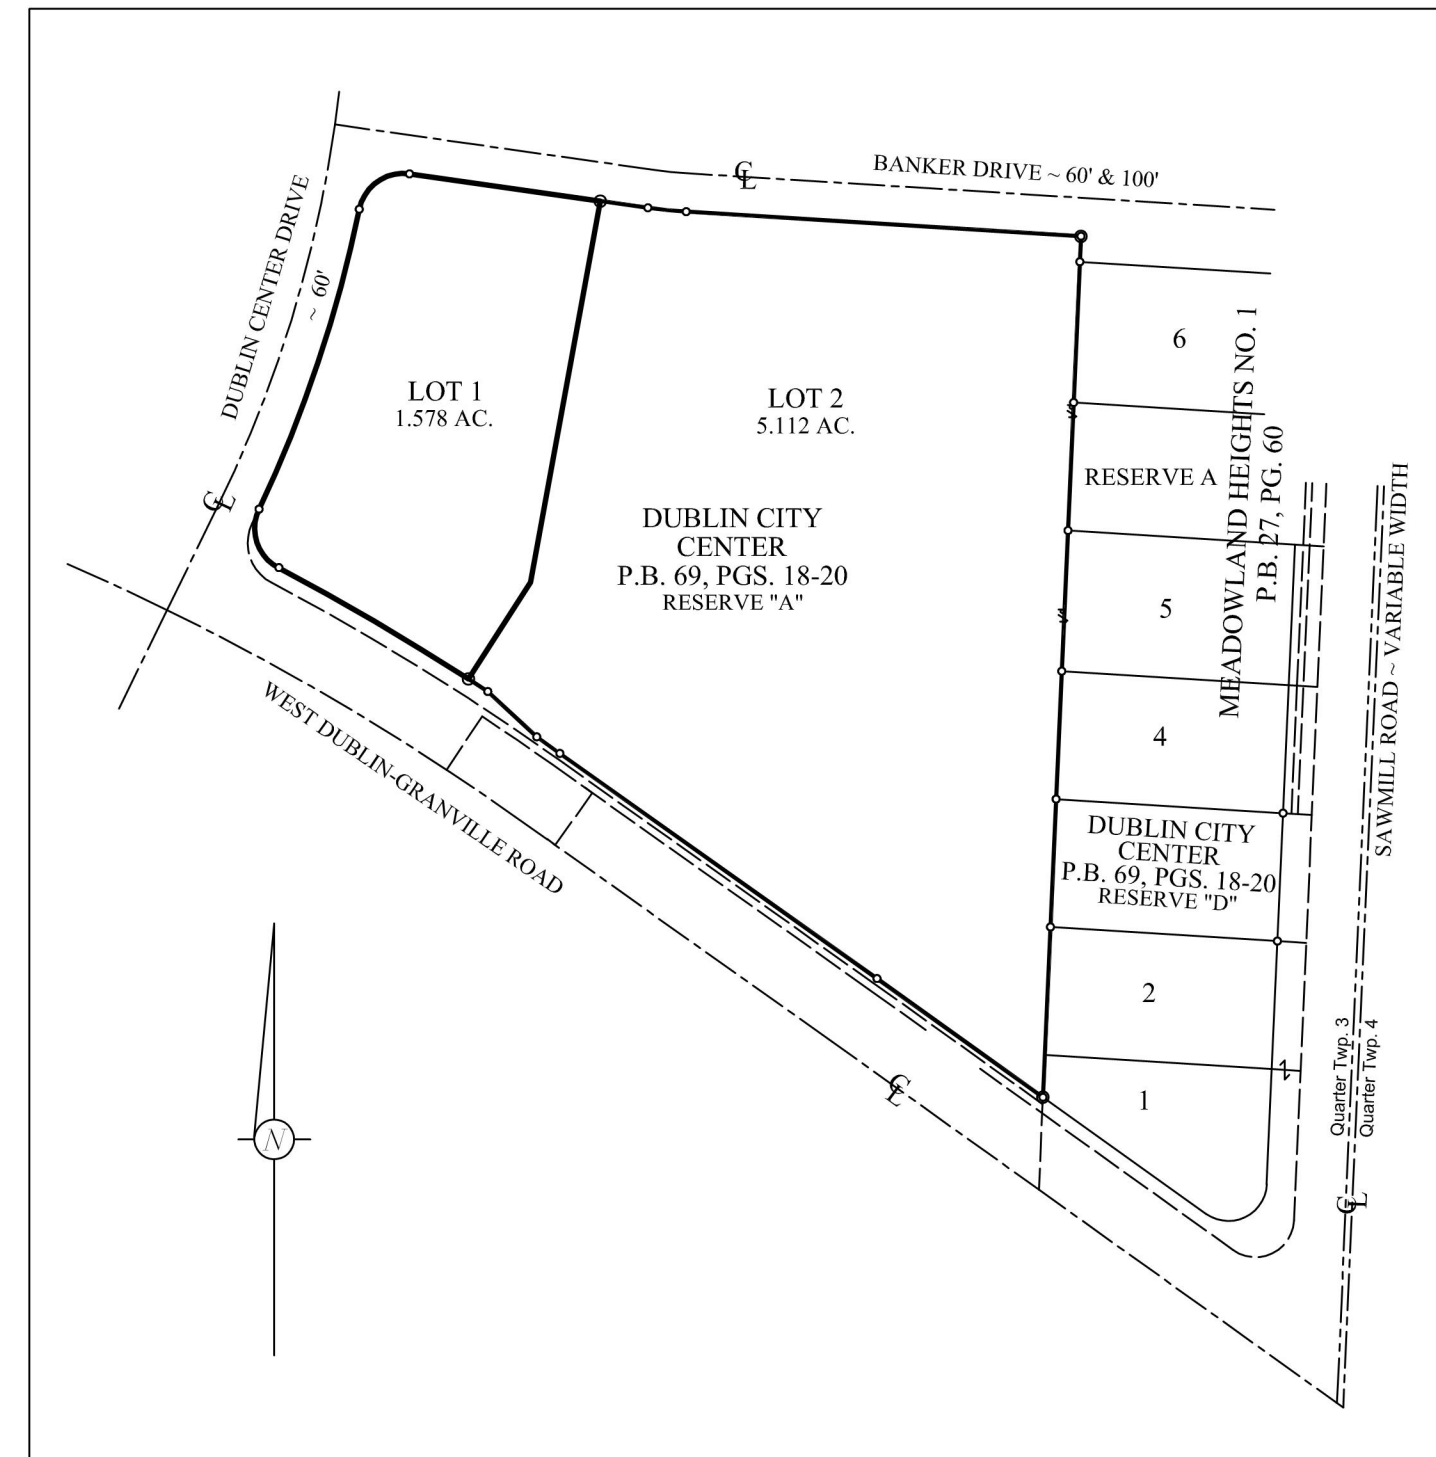 BANKER DRIVE ~ 60' & 100'
℄
DUBLIN CENTER DRIVE
~ 60'
℄
LOT 1
1.578 AC.
LOT 2
5.112 AC.
DUBLIN CITY
CENTER
P.B. 69, PGS. 18-20
RESERVE "A"
6
RESERVE A
5
4
MEADOWLAND HEIGHTS NO. 1
P.B. 27, PG. 60
SAWMILL ROAD ~ VARIABLE WIDTH
WEST DUBLIN-GRANVILLE ROAD
DUBLIN CITY
CENTER
P.B. 69, PGS. 18-20
RESERVE "D"
2
1
Quarter Twp. 3
Quarter Twp. 4
℄
℄
N